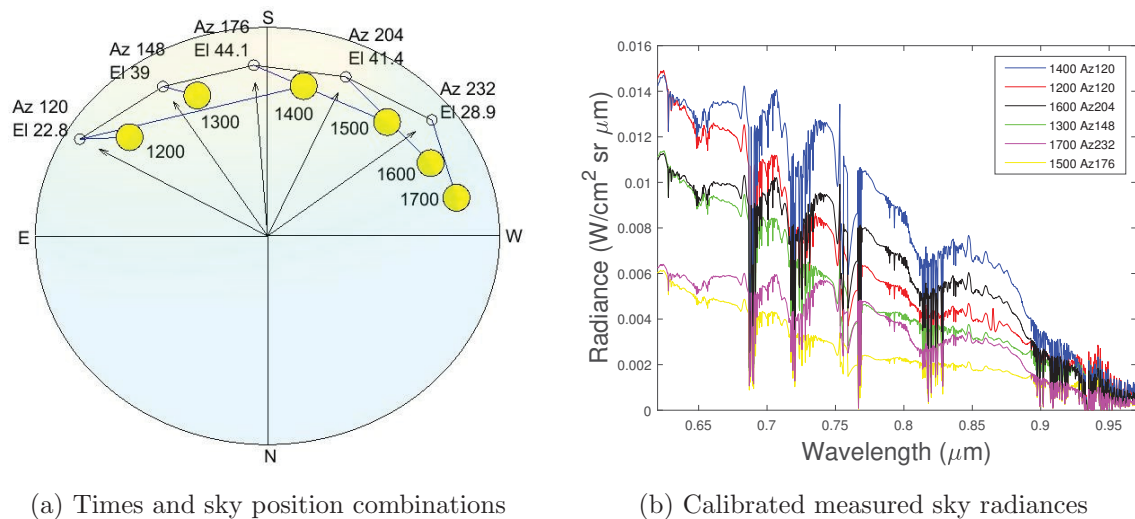 S
Az 176
El 44.1
Az 204
El 41.4
Az 148
El 39
Az 232
El 28.9
Az 120
El 22.8
1200
1300
1400
1500
1600
1700
E
W
N
(a) Times and sky position combinations
0.016
0.014
0.012
0.01
0.008
0.006
0.004
0.002
0
Radiance (W/cm² sr μm)
1400 Az120
1200 Az120
1600 Az204
1300 Az148
1700 Az232
1500 Az176
0.65
0.7
0.75
0.8
0.85
0.9
0.95
Wavelength (μm)
(b) Calibrated measured sky radiances